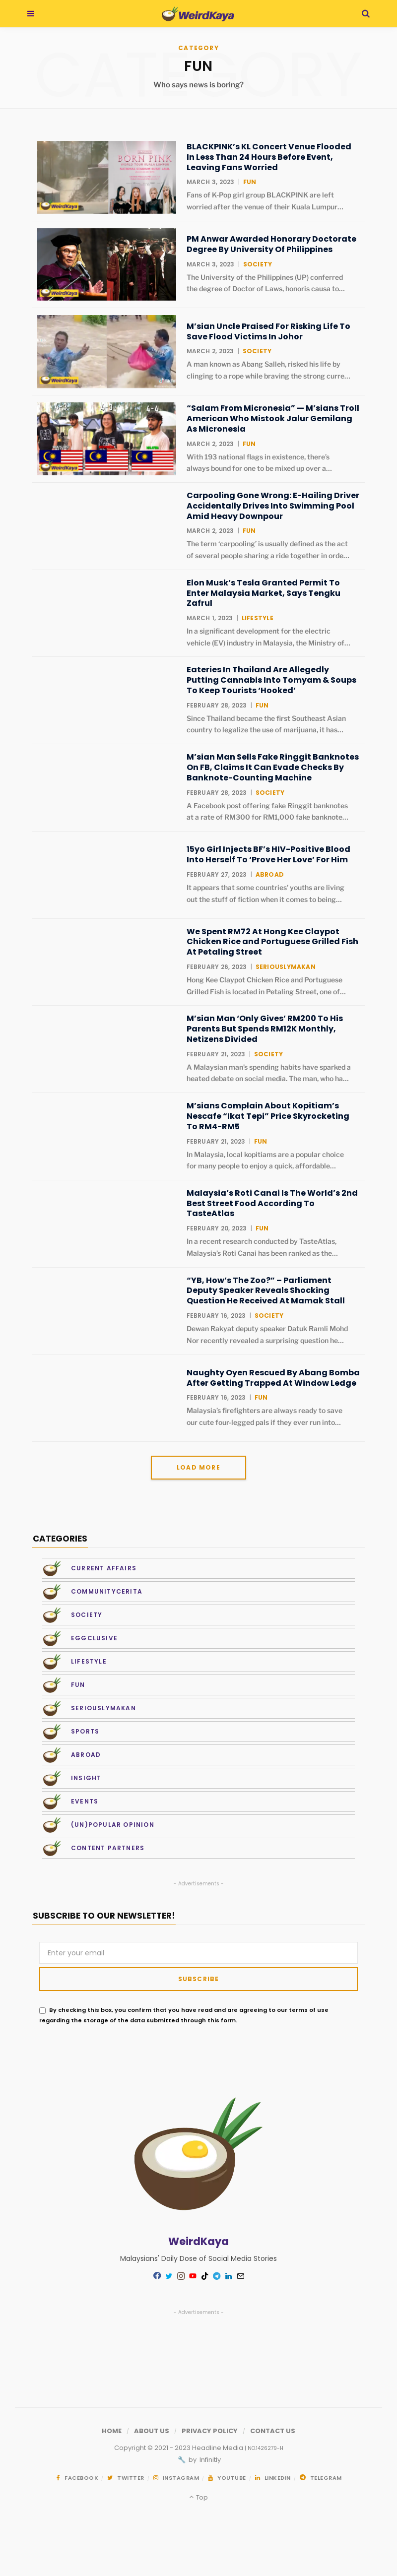 WeirdKaya
CATEGORY
CATEGORY
FUN
Who says news is boring?
BORN PINK
WeirdKaya
BLACKPINK’s KL Concert Venue Flooded
In Less Than 24 Hours Before Event,
Leaving Fans Worried
MARCH 3, 2023 | FUN
Fans of K-Pop girl group BLACKPINK are left
worried after the venue of their Kuala Lumpur…
WeirdKaya
PM Anwar Awarded Honorary Doctorate
Degree By University Of Philippines
MARCH 3, 2023 | SOCIETY
The University of the Philippines (UP) conferred
the degree of Doctor of Laws, honoris causa to…
WeirdKaya
M’sian Uncle Praised For Risking Life To
Save Flood Victims In Johor
MARCH 2, 2023 | SOCIETY
A man known as Abang Salleh, risked his life by
clinging to a rope while braving the strong curre…
WeirdKaya
“Salam From Micronesia” — M’sians Troll
American Who Mistook Jalur Gemilang
As Micronesia
MARCH 2, 2023 | FUN
With 193 national flags in existence, there’s
always bound for one to be mixed up over a…
Carpooling Gone Wrong: E-Hailing Driver
Accidentally Drives Into Swimming Pool
Amid Heavy Downpour
MARCH 2, 2023 | FUN
The term ‘carpooling’ is usually defined as the act
of several people sharing a ride together in orde…
Elon Musk’s Tesla Granted Permit To
Enter Malaysia Market, Says Tengku
Zafrul
MARCH 1, 2023 | LIFESTYLE
In a significant development for the electric
vehicle (EV) industry in Malaysia, the Ministry of…
Eateries In Thailand Are Allegedly
Putting Cannabis Into Tomyam & Soups
To Keep Tourists ‘Hooked’
FEBRUARY 28, 2023 | FUN
Since Thailand became the first Southeast Asian
country to legalize the use of marijuana, it has…
M’sian Man Sells Fake Ringgit Banknotes
On FB, Claims It Can Evade Checks By
Banknote-Counting Machine
FEBRUARY 28, 2023 | SOCIETY
A Facebook post offering fake Ringgit banknotes
at a rate of RM300 for RM1,000 fake banknote…
15yo Girl Injects BF’s HIV-Positive Blood
Into Herself To ‘Prove Her Love’ For Him
FEBRUARY 27, 2023 | ABROAD
It appears that some countries’ youths are living
out the stuff of fiction when it comes to being…
We Spent RM72 At Hong Kee Claypot
Chicken Rice and Portuguese Grilled Fish
At Petaling Street
FEBRUARY 26, 2023 | SERIOUSLYMAKAN
Hong Kee Claypot Chicken Rice and Portuguese
Grilled Fish is located in Petaling Street, one of…
M’sian Man ‘Only Gives’ RM200 To His
Parents But Spends RM12K Monthly,
Netizens Divided
FEBRUARY 21, 2023 | SOCIETY
A Malaysian man’s spending habits have sparked a
heated debate on social media. The man, who ha…
M’sians Complain About Kopitiam’s
Nescafe “Ikat Tepi” Price Skyrocketing
To RM4-RM5
FEBRUARY 21, 2023 | FUN
In Malaysia, local kopitiams are a popular choice
for many people to enjoy a quick, affordable…
Malaysia’s Roti Canai Is The World’s 2nd
Best Street Food According To
TasteAtlas
FEBRUARY 20, 2023 | FUN
In a recent research conducted by TasteAtlas,
Malaysia’s Roti Canai has been ranked as the…
“YB, How’s The Zoo?” – Parliament
Deputy Speaker Reveals Shocking
Question He Received At Mamak Stall
FEBRUARY 16, 2023 | SOCIETY
Dewan Rakyat deputy speaker Datuk Ramli Mohd
Nor recently revealed a surprising question he…
Naughty Oyen Rescued By Abang Bomba
After Getting Trapped At Window Ledge
FEBRUARY 16, 2023 | FUN
Malaysia’s firefighters are always ready to save
our cute four-legged pals if they ever run into…
LOAD MORE
CATEGORIES
CURRENT AFFAIRS
COMMUNITYCERITA
SOCIETY
EGGCLUSIVE
LIFESTYLE
FUN
SERIOUSLYMAKAN
SPORTS
ABROAD
INSIGHT
EVENTS
(UN)POPULAR OPINION
CONTENT PARTNERS
- Advertisements -
SUBSCRIBE TO OUR NEWSLETTER!
Enter your email
SUBSCRIBE
By checking this box, you confirm that you have read and are agreeing to our terms of use
regarding the storage of the data submitted through this form.
WeirdKaya
Malaysians' Daily Dose of Social Media Stories
- Advertisements -
HOME / ABOUT US / PRIVACY POLICY / CONTACT US
Copyright © 2021 - 2023 Headline Media | NO.1426279-H
by Infinitly
FACEBOOK TWITTER INSTAGRAM YOUTUBE LINKEDIN TELEGRAM
Top